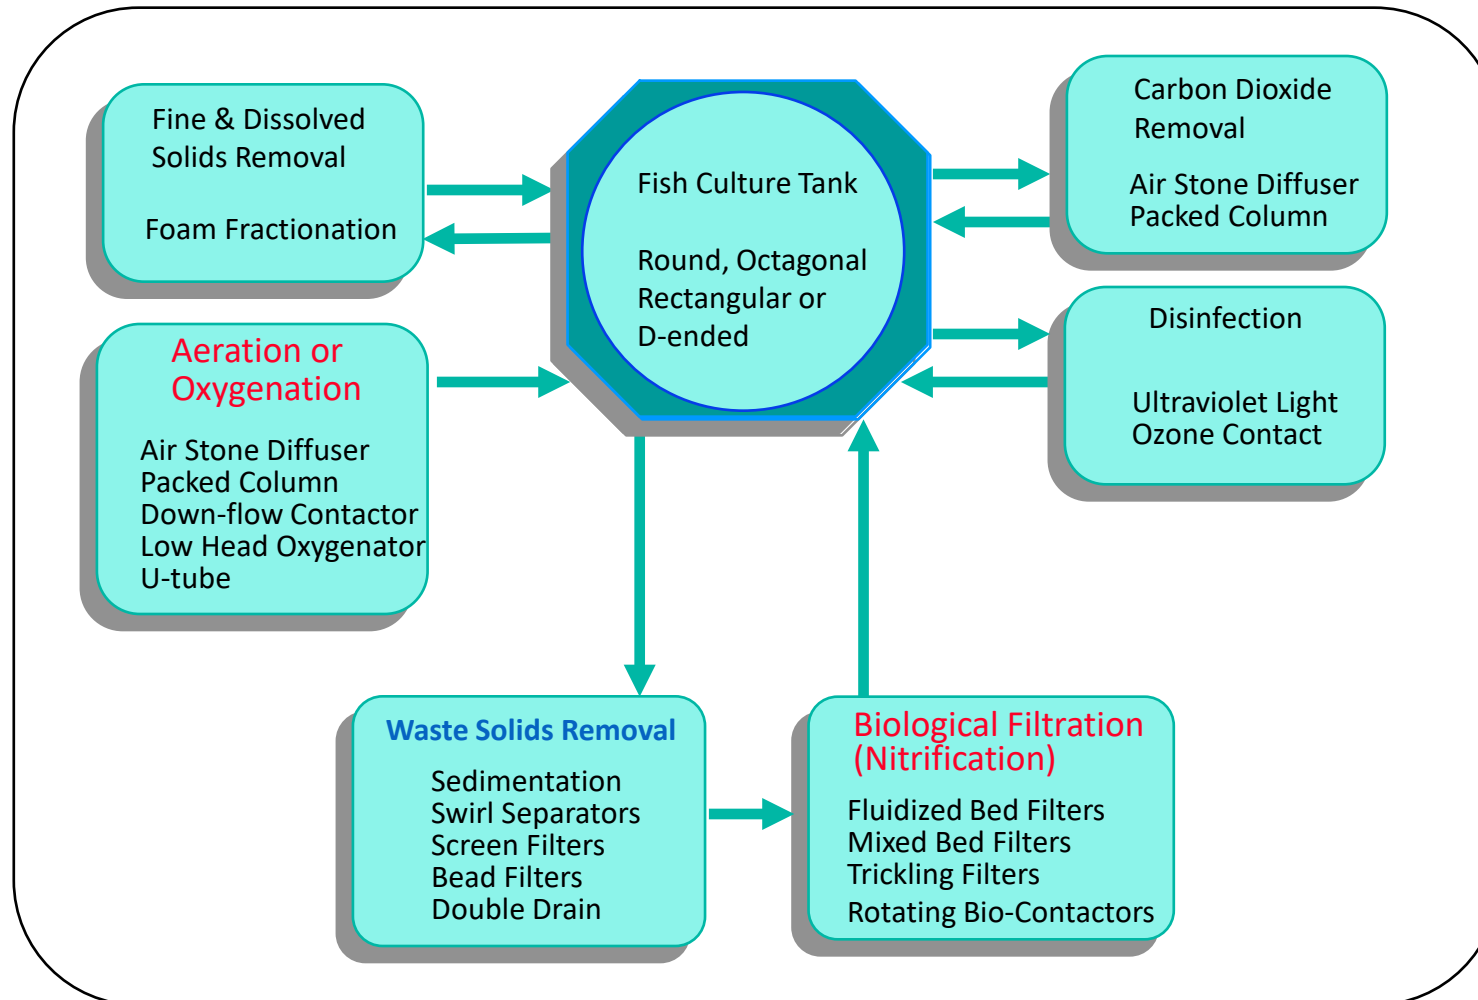 Fine & Dissolved
Solids Removal
Foam Fractionation
Fish Culture Tank
Round, Octagonal
Rectangular or
D-ended
Carbon Dioxide
Removal
Air Stone Diffuser
Packed Column
Aeration or
Oxygenation
Air Stone Diffuser
Packed Column
Down-flow Contactor
Low Head Oxygenator
U-tube
Disinfection
Ultraviolet Light
Ozone Contact
Waste Solids Removal
Sedimentation
Swirl Separators
Screen Filters
Bead Filters
Double Drain
Biological Filtration
(Nitrification)
Fluidized Bed Filters
Mixed Bed Filters
Trickling Filters
Rotating Bio-Contactors